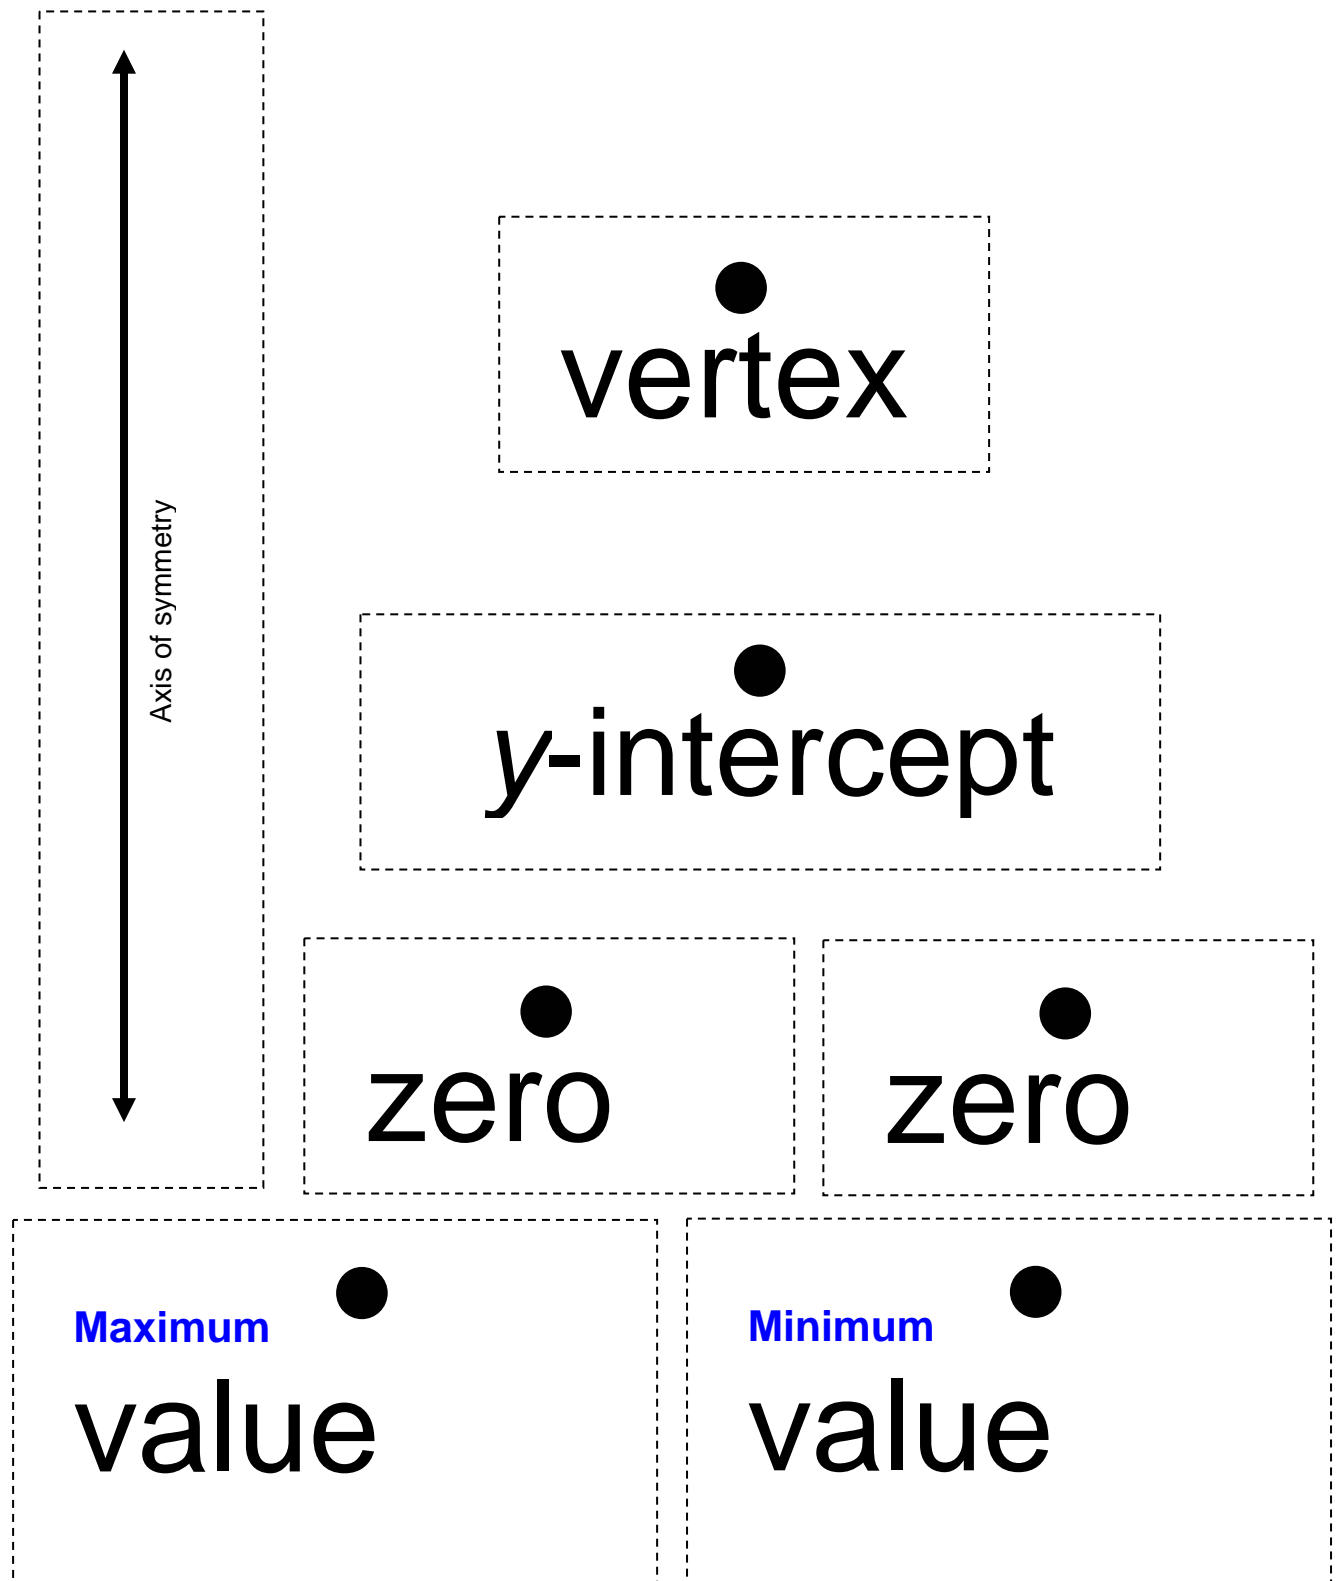 Axis of symmetry
vertex
y-intercept
zero
zero
Maximum
value
Minimum
value